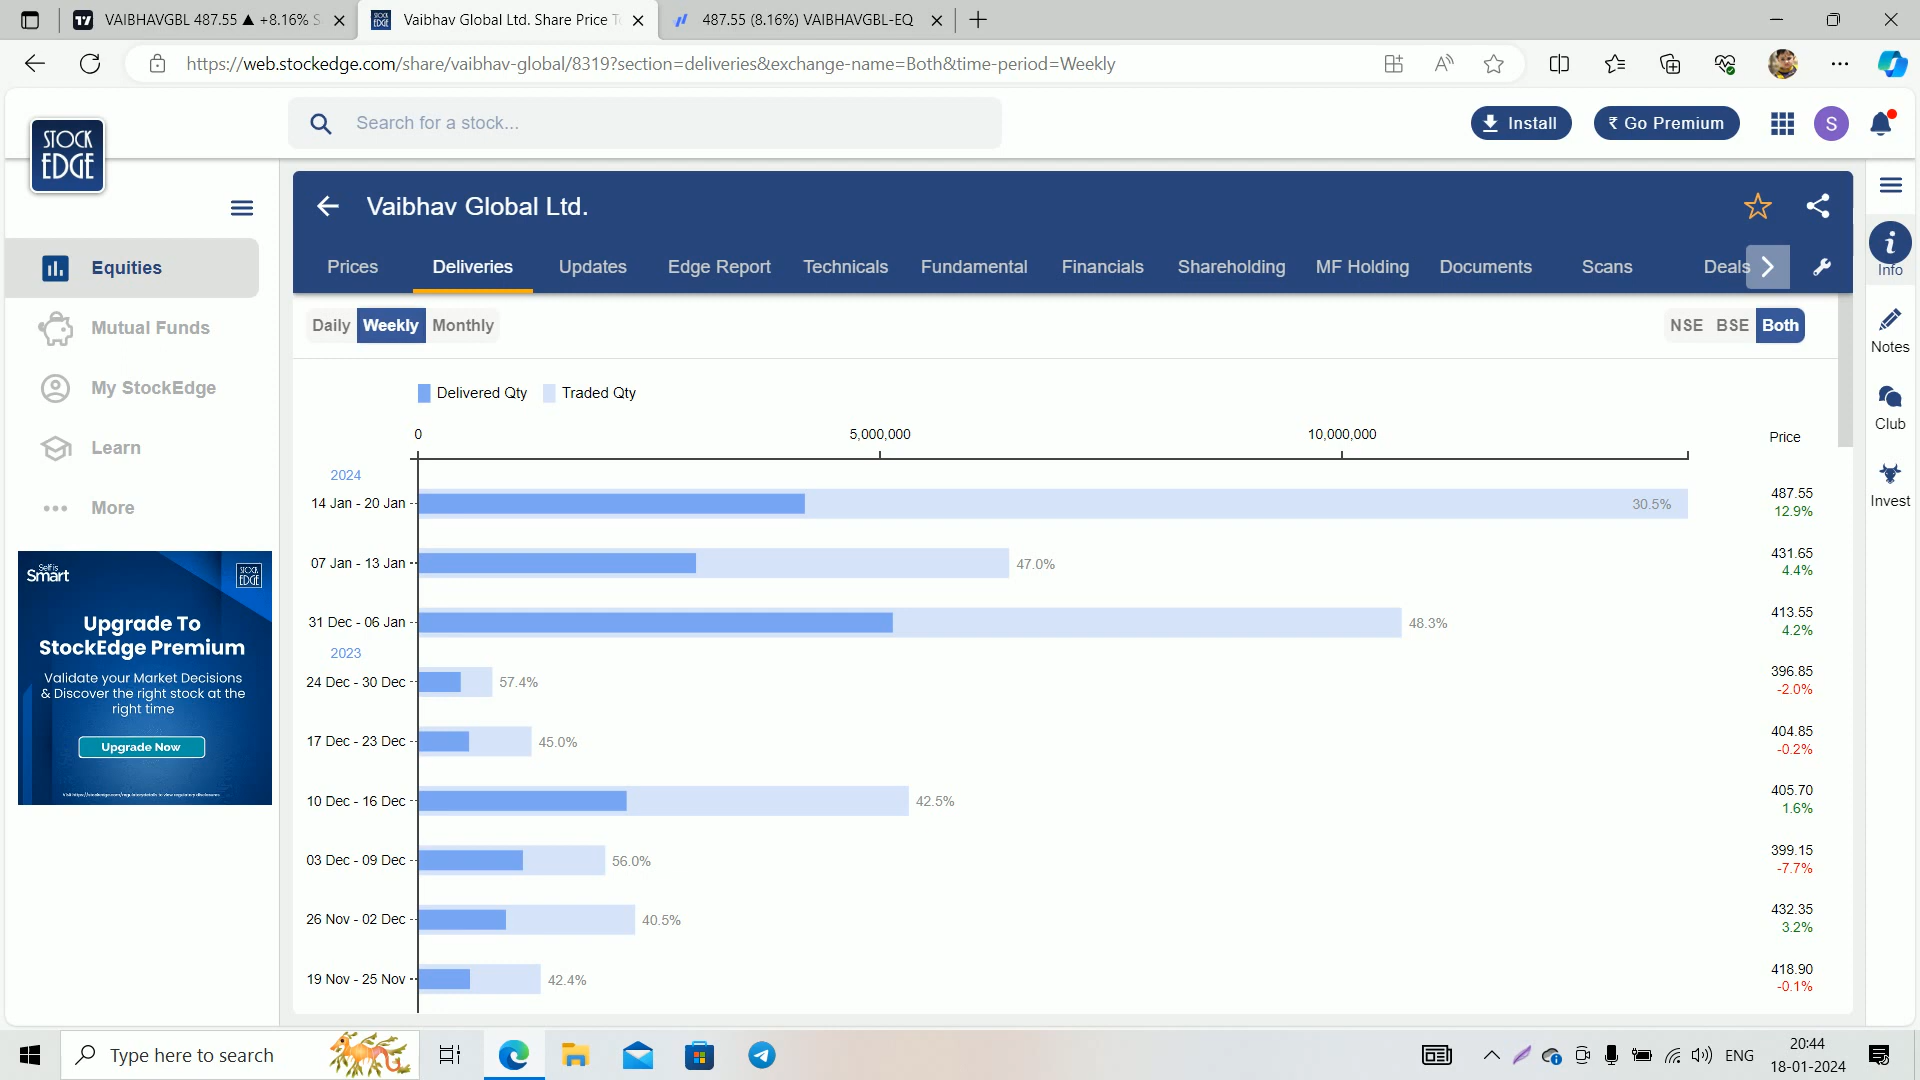 VAIBHAVGBL 487.55 ▲ +8.16% S
Vaibhav Global Ltd. Share Price To
487.55 (8.16%) VAIBHAVGBL-EQ
https://web.stockedge.com/share/vaibhav-global/8319?section=deliveries&exchange-name=Both&time-period=Weekly
STOCK
EDGE
Search for a stock...
Install
₹ Go Premium
S
Vaibhav Global Ltd.
Prices Deliveries Updates Edge Report Technicals Fundamental Financials Shareholding MF Holding Documents Scans Deals
Info
Notes
Club
Invest
Equities
Mutual Funds
My StockEdge
Learn
More
Self is
Smart
STOCK
EDGE
Upgrade To
StockEdge Premium
Validate your Market Decisions
& Discover the right stock at the
right time
Upgrade Now
Daily Weekly Monthly
NSE BSE Both
Delivered Qty Traded Qty
0 5,000,000 10,000,000 Price
2024
14 Jan - 20 Jan 30.5% 487.55
12.9%
07 Jan - 13 Jan 47.0% 431.65
4.4%
31 Dec - 06 Jan 48.3% 413.55
4.2%
2023
24 Dec - 30 Dec 57.4% 396.85
-2.0%
17 Dec - 23 Dec 45.0% 404.85
-0.2%
10 Dec - 16 Dec 42.5% 405.70
1.6%
03 Dec - 09 Dec 56.0% 399.15
-7.7%
26 Nov - 02 Dec 40.5% 432.35
3.2%
19 Nov - 25 Nov 42.4% 418.90
-0.1%
Type here to search
ENG
20:44
18-01-2024